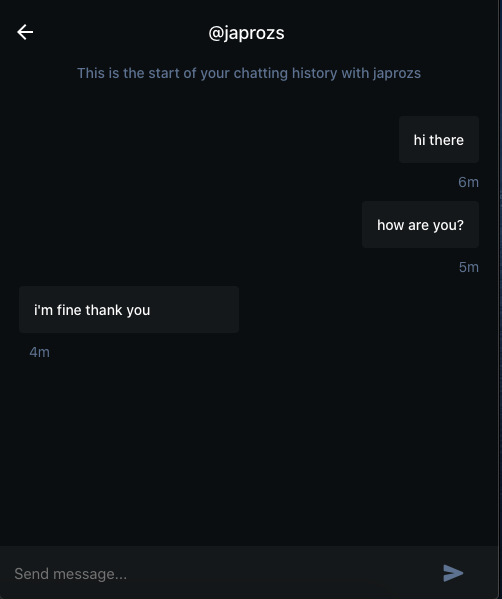 @japrozs
This is the start of your chatting history with japrozs
hi there
6m
how are you?
5m
i'm fine thank you
4m
Send message...